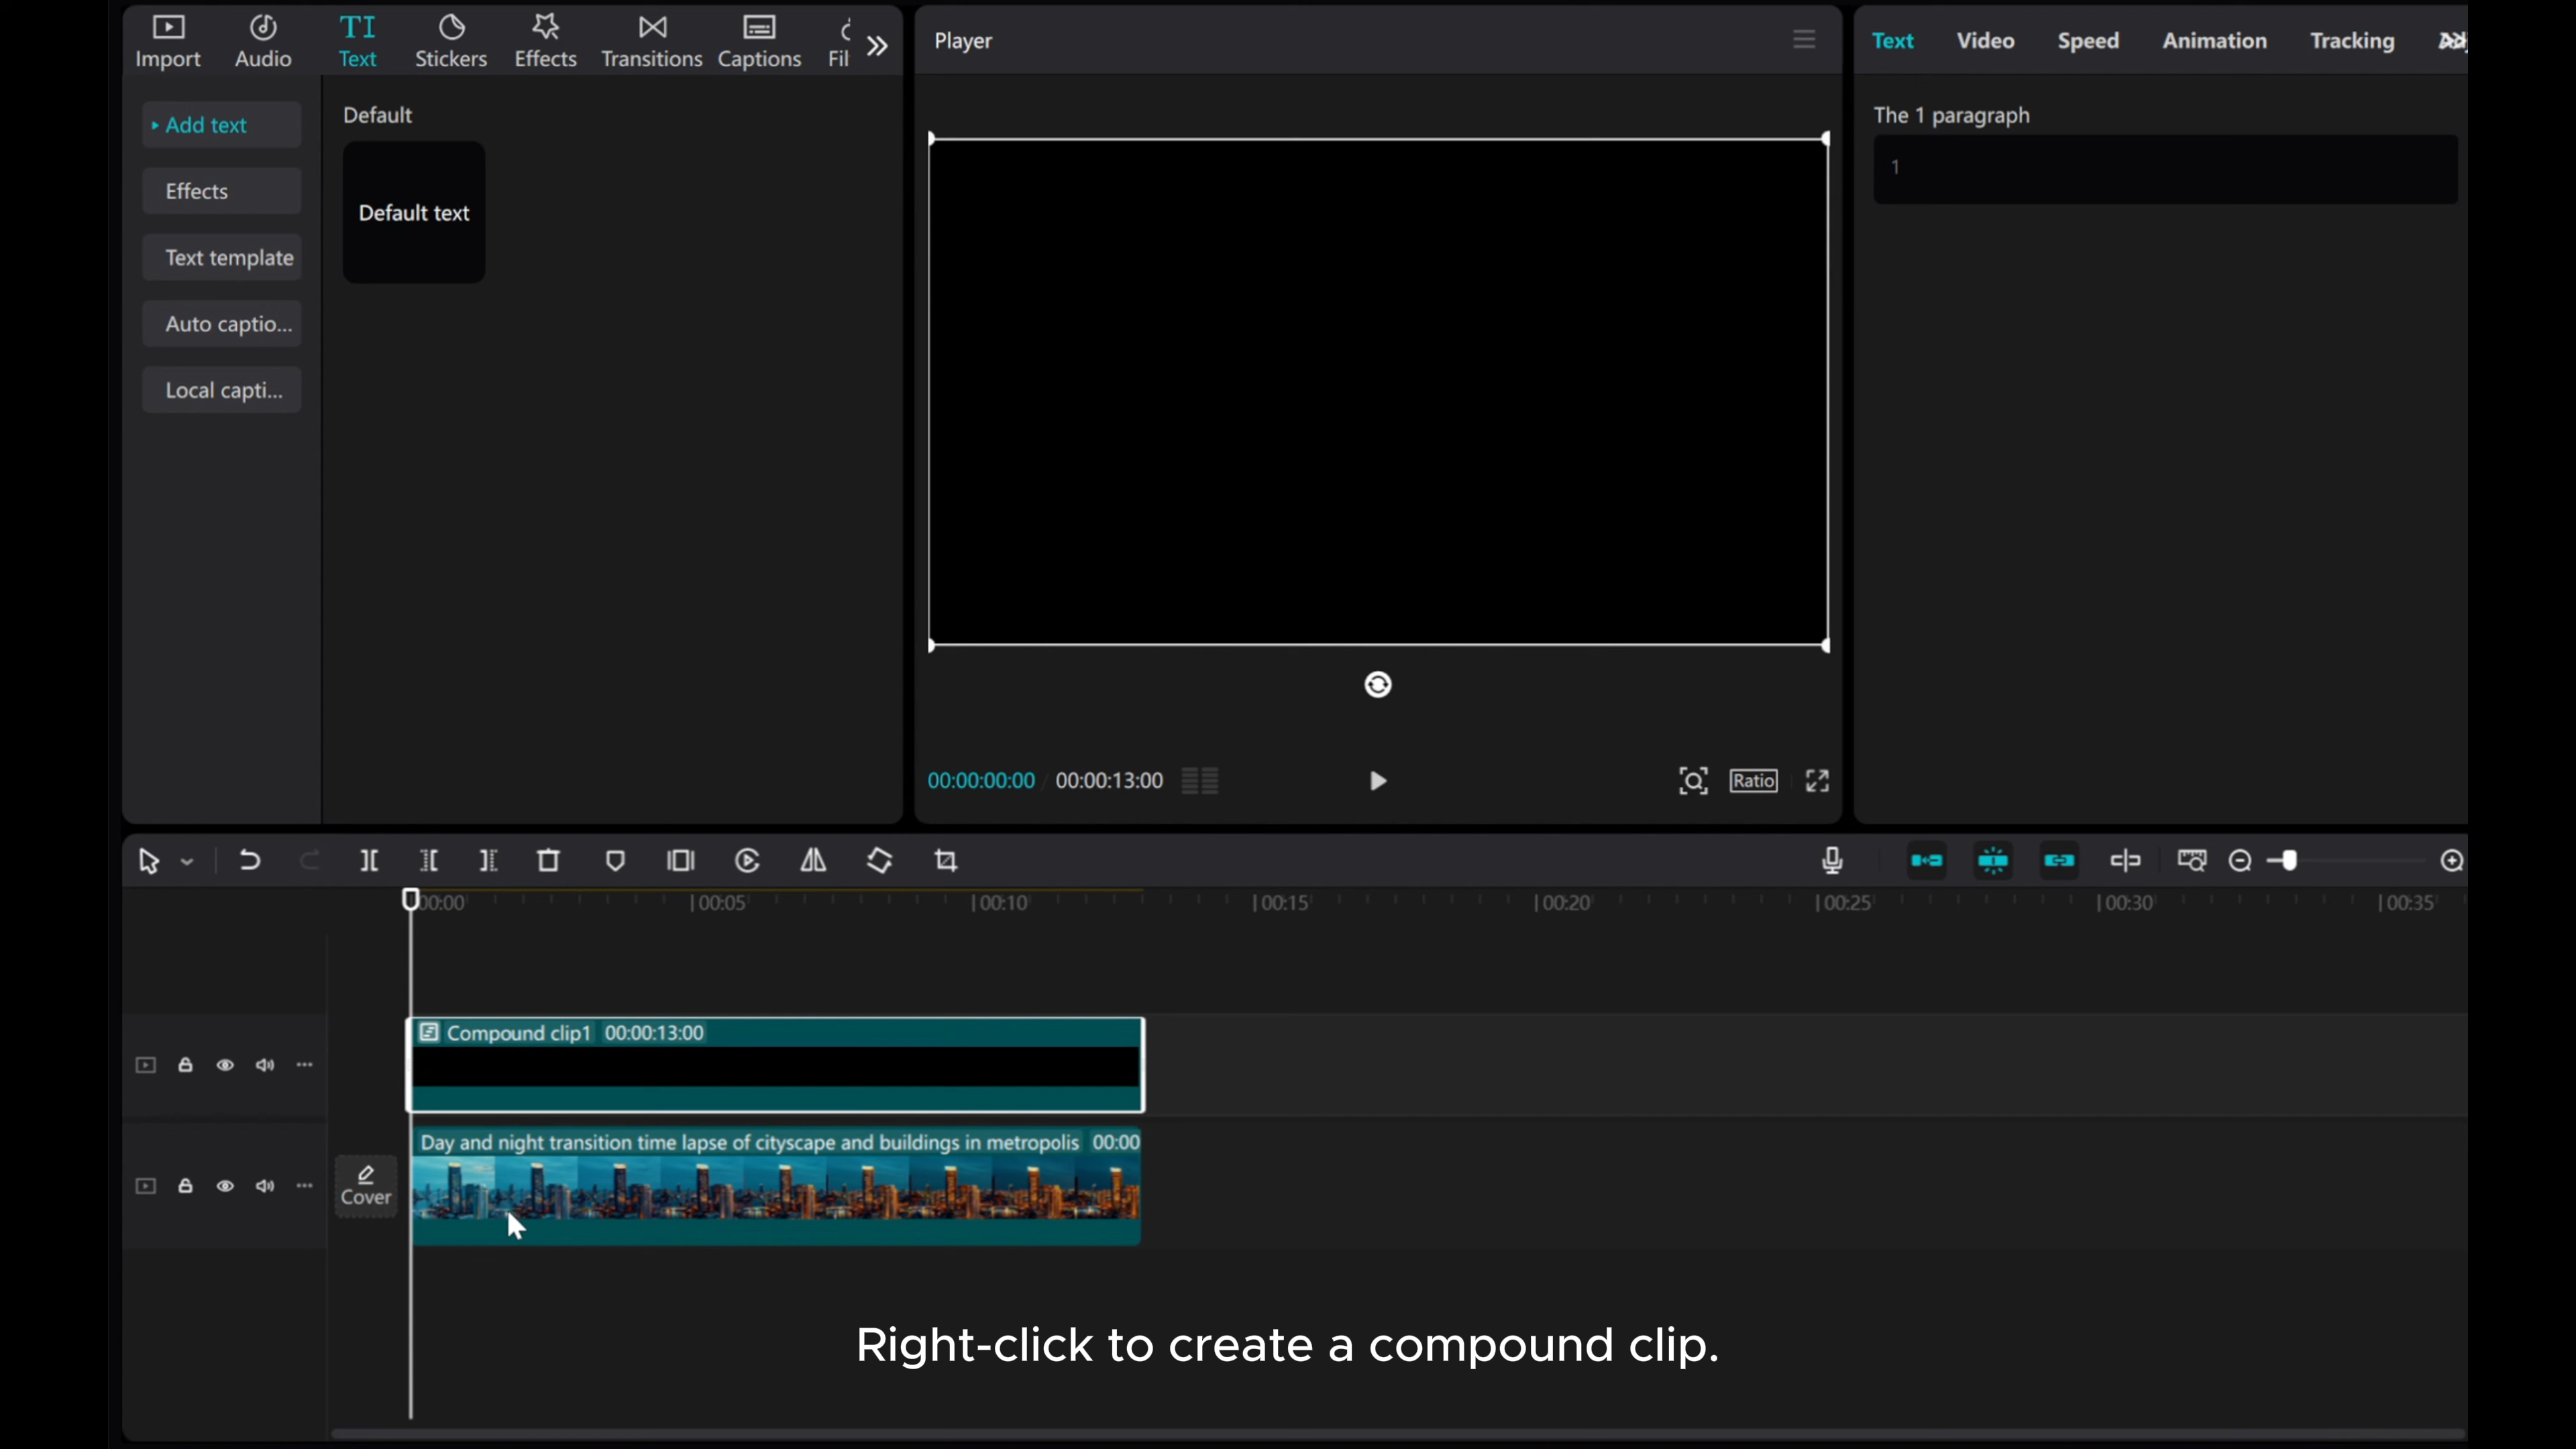 Import
Audio
TI
Text
Stickers
Effects
Transitions
Captions
Fil
Player
Text
Video
Speed
Animation
Tracking
Add text
Effects
Text template
Auto captio...
Local capti...
Default
Default text
The 1 paragraph
1
00:00:00:00 / 00:00:13:00
Ratio
00:00
00:05
00:10
00:15
00:20
00:25
00:30
00:35
Compound clip1 00:00:13:00
Day and night transition time lapse of cityscape and buildings in metropolis 00:00
Cover
Right-click to create a compound clip.